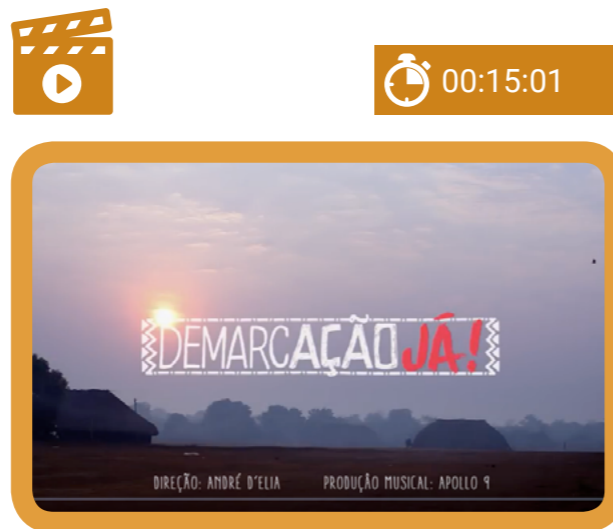 00:15:01
DEMARCAÇÃO JÁ!
DIREÇÃO: ANDRÉ D'ELIA PRODUÇÃO MUSICAL: APOLLO 9